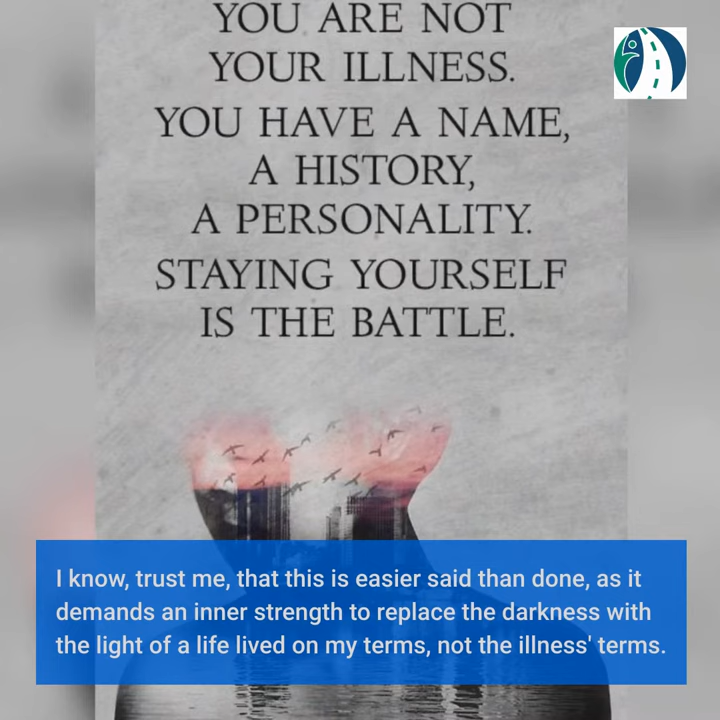 YOU ARE NOT
YOUR ILLNESS.
YOU HAVE A NAME,
A HISTORY,
A PERSONALITY.
STAYING YOURSELF
IS THE BATTLE.
I know, trust me, that this is easier said than done, as it
demands an inner strength to replace the darkness with
the light of a life lived on my terms, not the illness' terms.